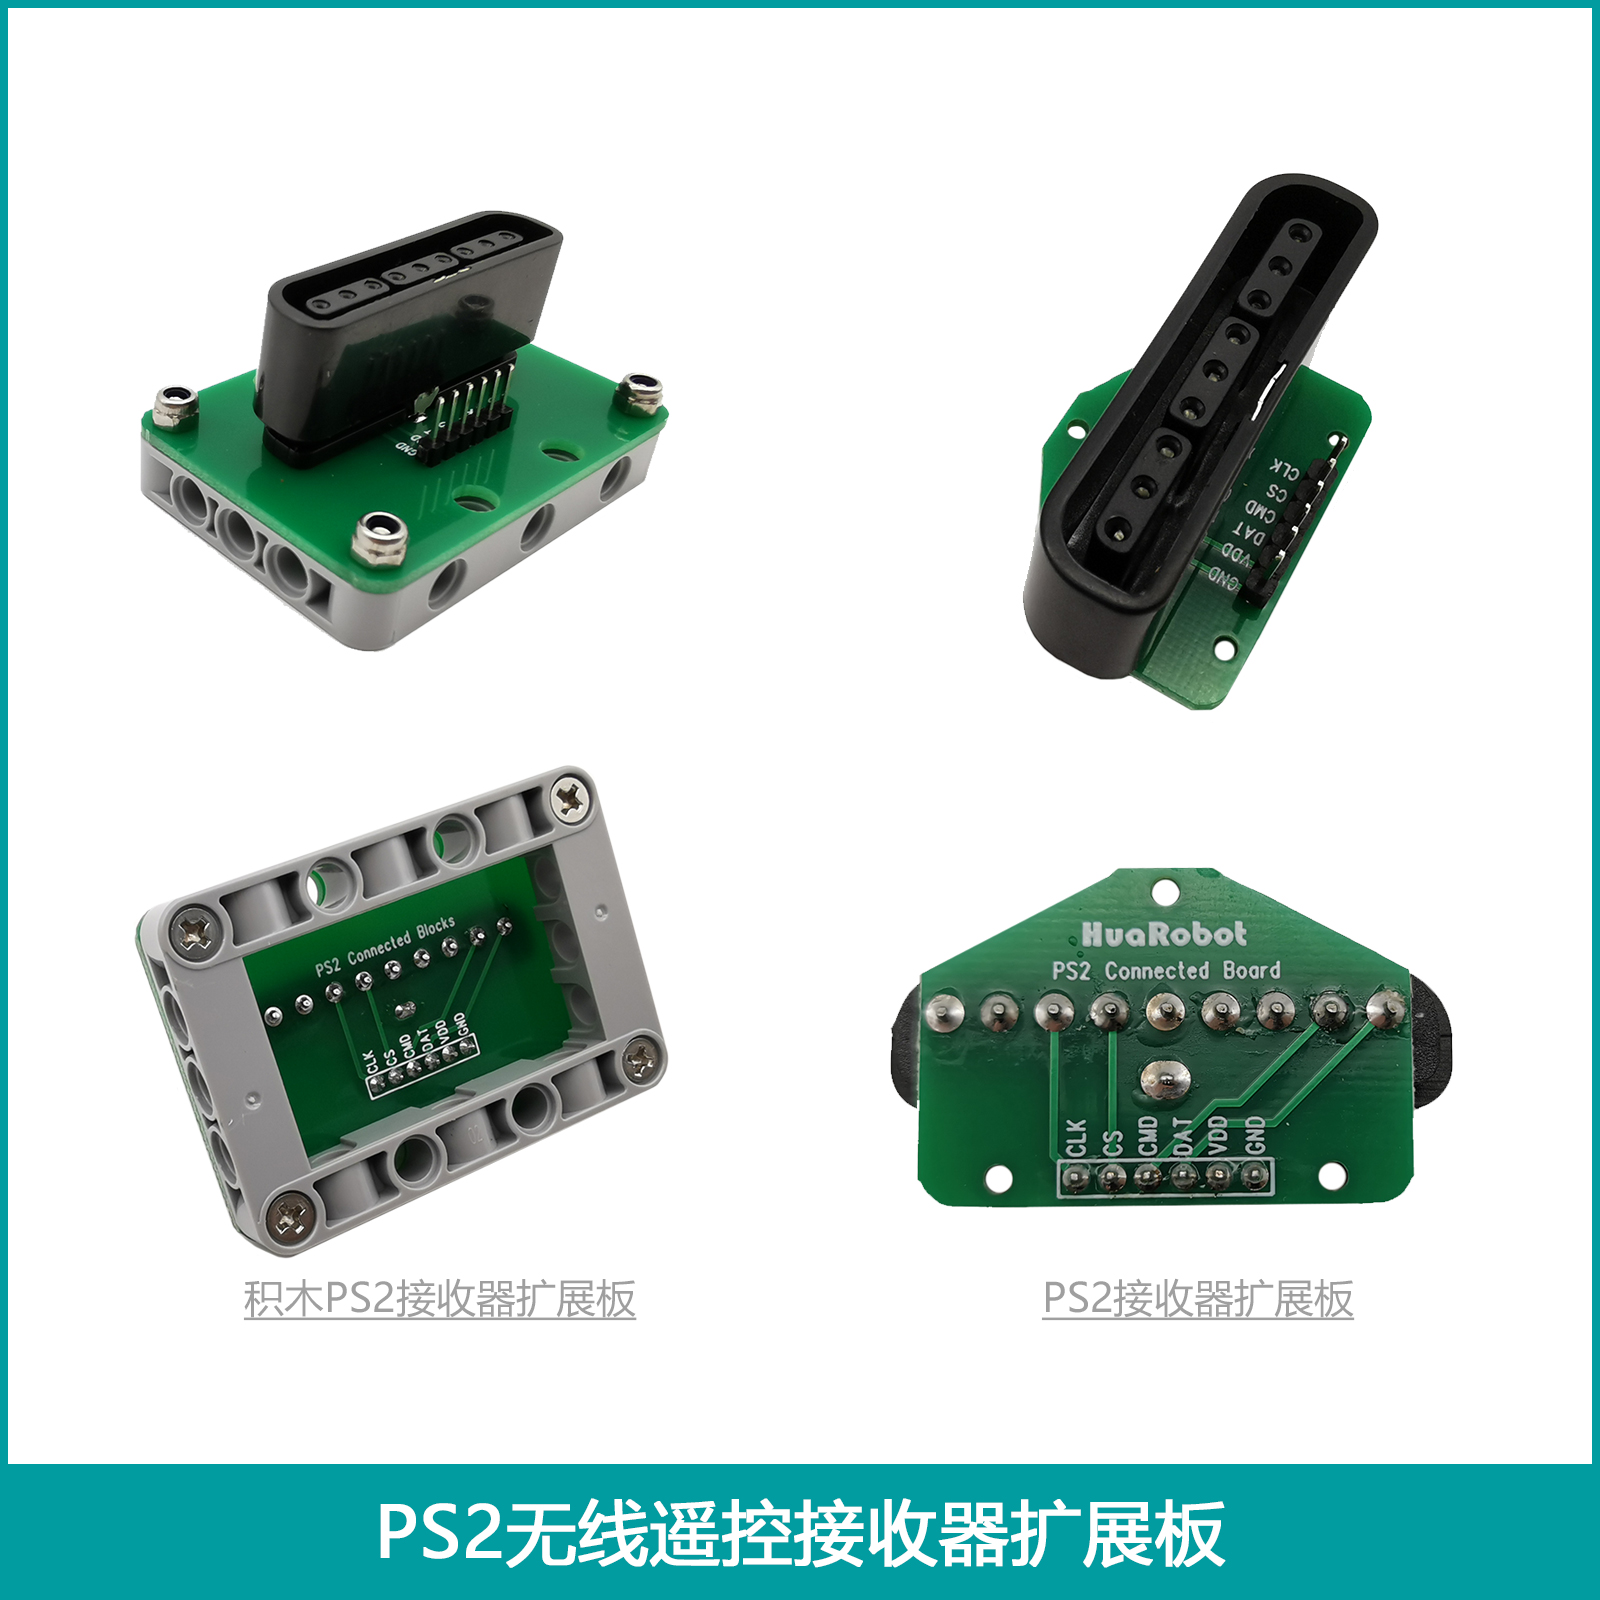 GND
CLK
CS
CMD
DAT
VDD
GND
PS2 Connected Blocks
CLK
CS
CMD
DAT
VDD
GND
HuaRobot
PS2 Connected Board
CLK
CS
CMD
DAT
VDD
GND
积木PS2接收器扩展板
PS2接收器扩展板
PS2无线遥控接收器扩展板